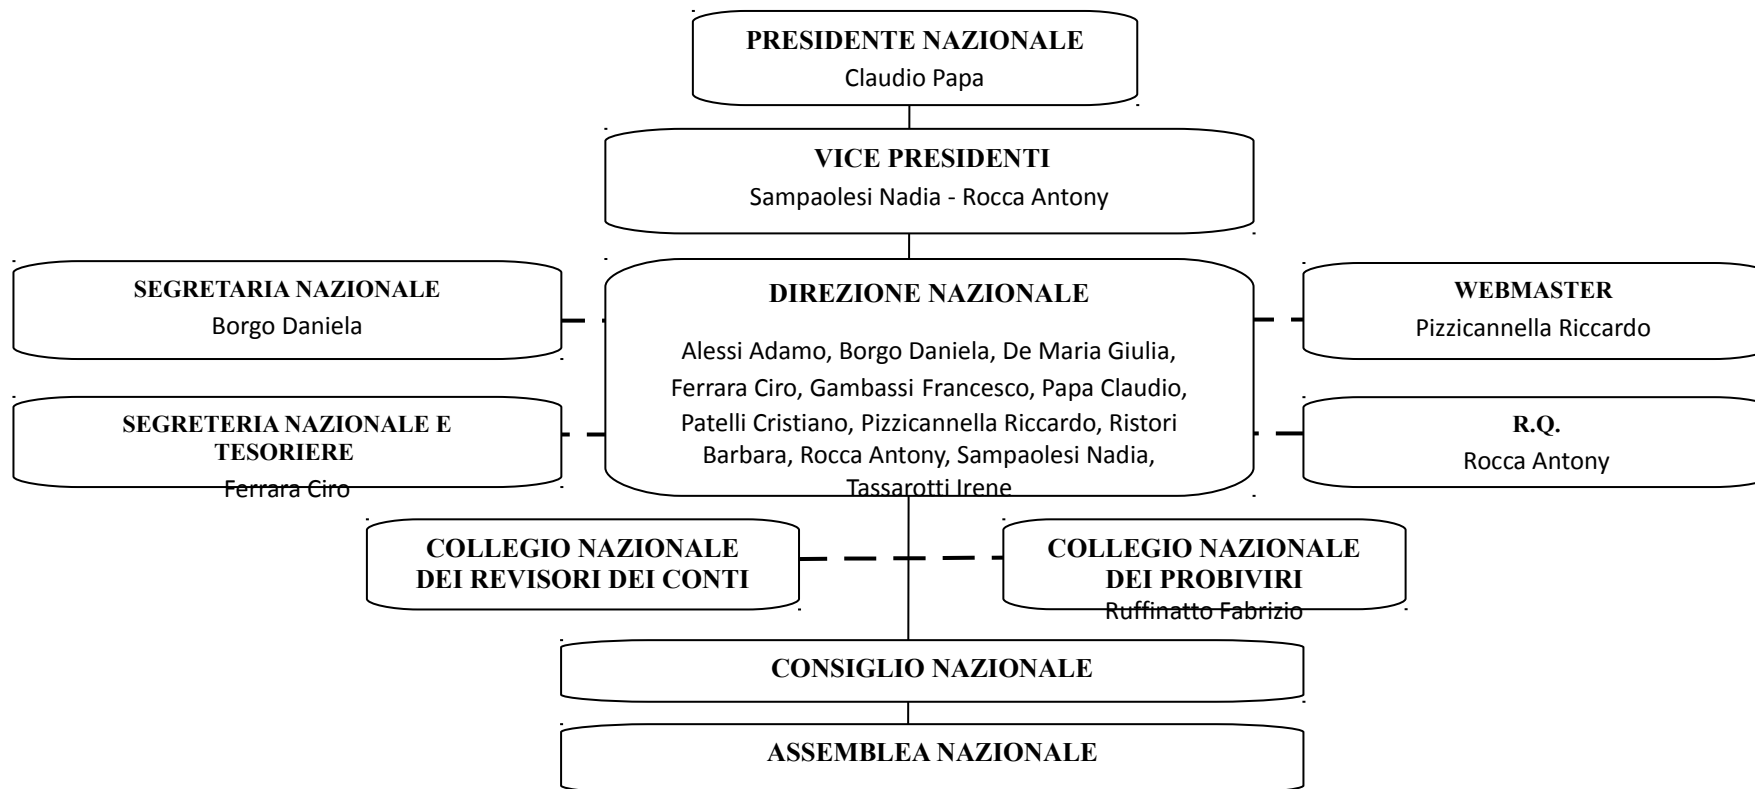 PRESIDENTE NAZIONALE
Claudio Papa
VICE PRESIDENTI
Sampaolesi Nadia - Rocca Antony
SEGRETARIA NAZIONALE
Borgo Daniela
DIREZIONE NAZIONALE
Alessi Adamo, Borgo Daniela, De Maria Giulia,
Ferrara Ciro, Gambassi Francesco, Papa Claudio,
Patelli Cristiano, Pizzicannella Riccardo, Ristori
Barbara, Rocca Antony, Sampaolesi Nadia,
Tassarotti Irene
WEBMASTER
Pizzicannella Riccardo
SEGRETERIA NAZIONALE E
TESORIERE
Ferrara Ciro
R.Q.
Rocca Antony
COLLEGIO NAZIONALE
DEI REVISORI DEI CONTI
COLLEGIO NAZIONALE
DEI PROBIVIRI
Ruffinatto Fabrizio
CONSIGLIO NAZIONALE
ASSEMBLEA NAZIONALE